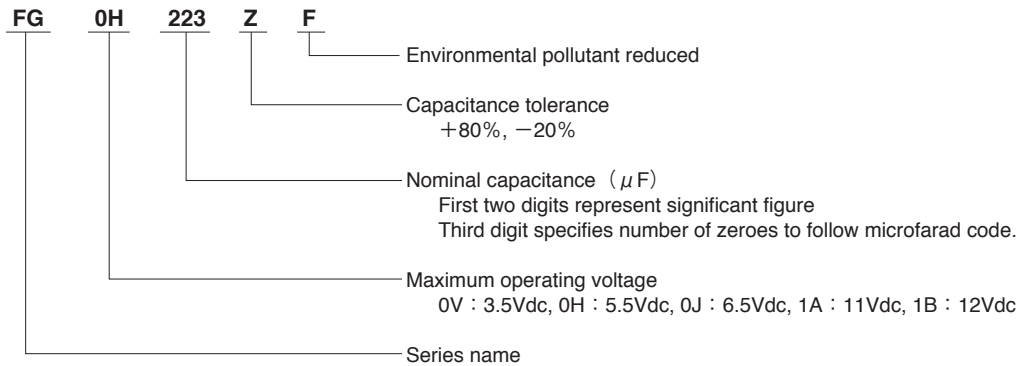 FG 0H 223 Z F
Environmental pollutant reduced
Capacitance tolerance
＋80%, －20%
Nominal capacitance（μF）
First two digits represent significant figure
Third digit specifies number of zeroes to follow microfarad code.
Maximum operating voltage
0V：3.5Vdc, 0H：5.5Vdc, 0J：6.5Vdc, 1A：11Vdc, 1B：12Vdc
Series name